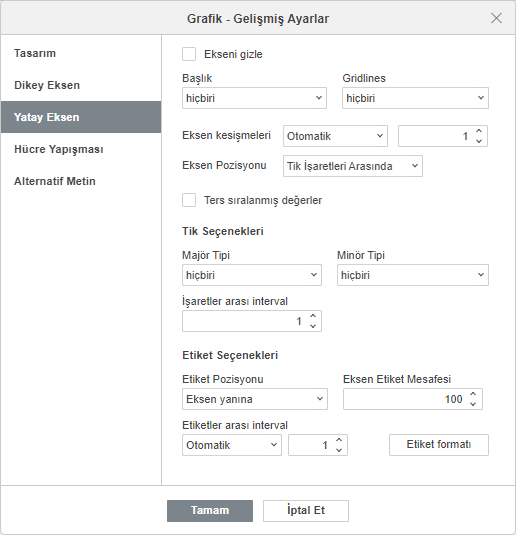 Grafik - Gelişmiş Ayarlar
Tasarım
Dikey Eksen
Yatay Eksen
Hücre Yapışması
Alternatif Metin
Ekseni gizle
Başlık Gridlines
hiçbiri hiçbiri
Eksen kesişmeleri Otomatik 1
Eksen Pozisyonu Tik İşaretleri Arasında
Ters sıralanmış değerler
Tik Seçenekleri
Majör Tipi Minör Tipi
hiçbiri hiçbiri
İşaretler arası interval
1
Etiket Seçenekleri
Etiket Pozisyonu Eksen Etiket Mesafesi
Eksen yanına 100
Etiketler arası interval
Otomatik 1 Etiket formatı
Tamam İptal Et